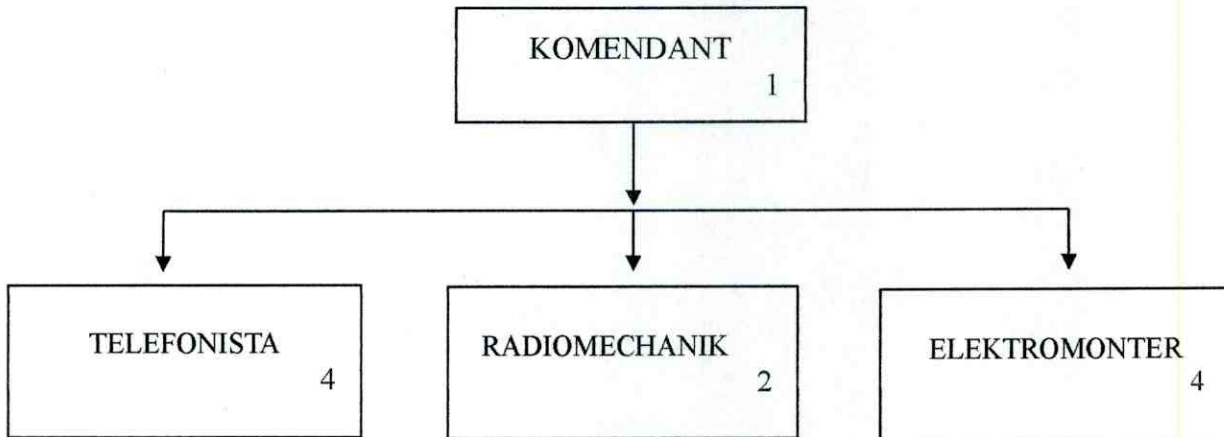 KOMENDANT
1
TELEFONISTA
4
RADIOMECHANIK
2
ELEKTROMONTER
4